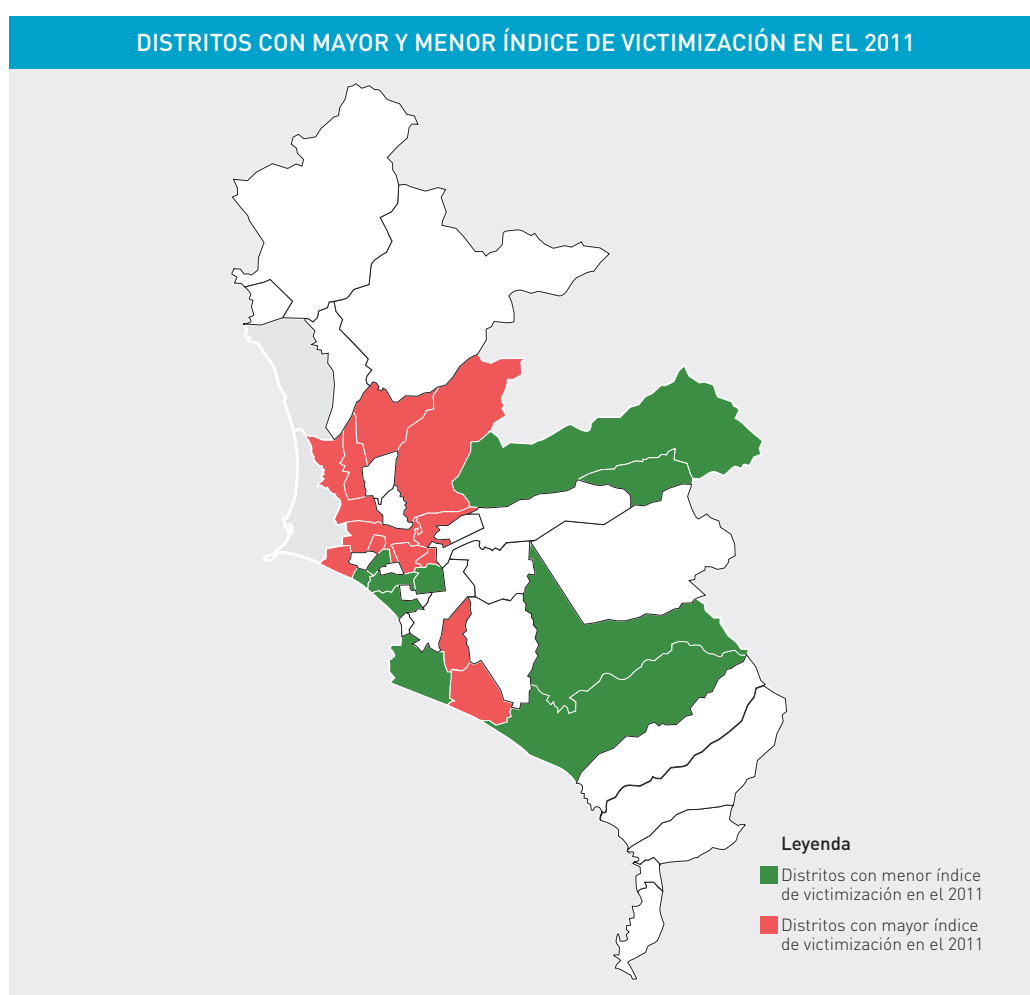 DISTRITOS CON MAYOR Y MENOR ÍNDICE DE VICTIMIZACIÓN EN EL 2011
Leyenda
Distritos con menor índice
de victimización en el 2011
Distritos con mayor índice
de victimización en el 2011